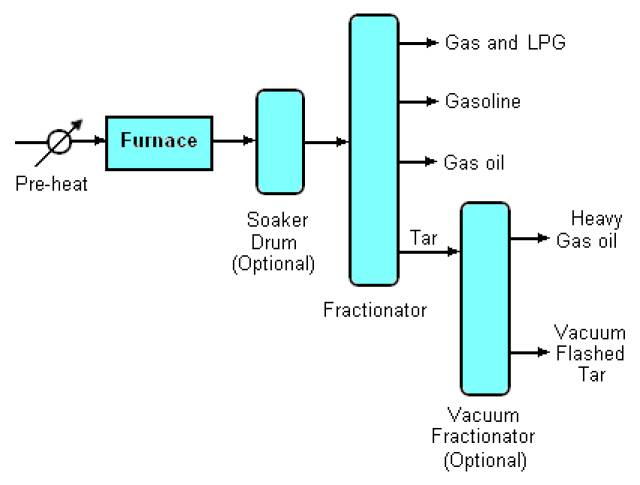 Gas and LPG
Gasoline
Furnace
Gas oil
Pre-heat
Soaker
Drum
(Optional)
Tar
Heavy
Gas oil
Fractionator
Vacuum
Flashed
Tar
Vacuum
Fractionator
(Optional)